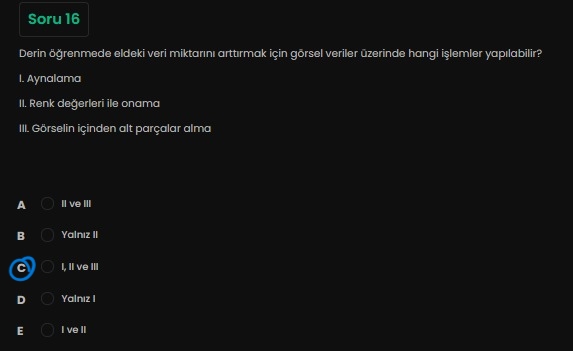 Soru 16
Derin öğrenmede eldeki veri miktarını arttırmak için görsel veriler üzerinde hangi işlemler yapılabilir?
I. Aynalama
II. Renk değerleri ile onama
III. Görselin içinden alt parçalar alma
A II ve III
B Yalnız II
C I, II ve III
D Yalnız I
E I ve II